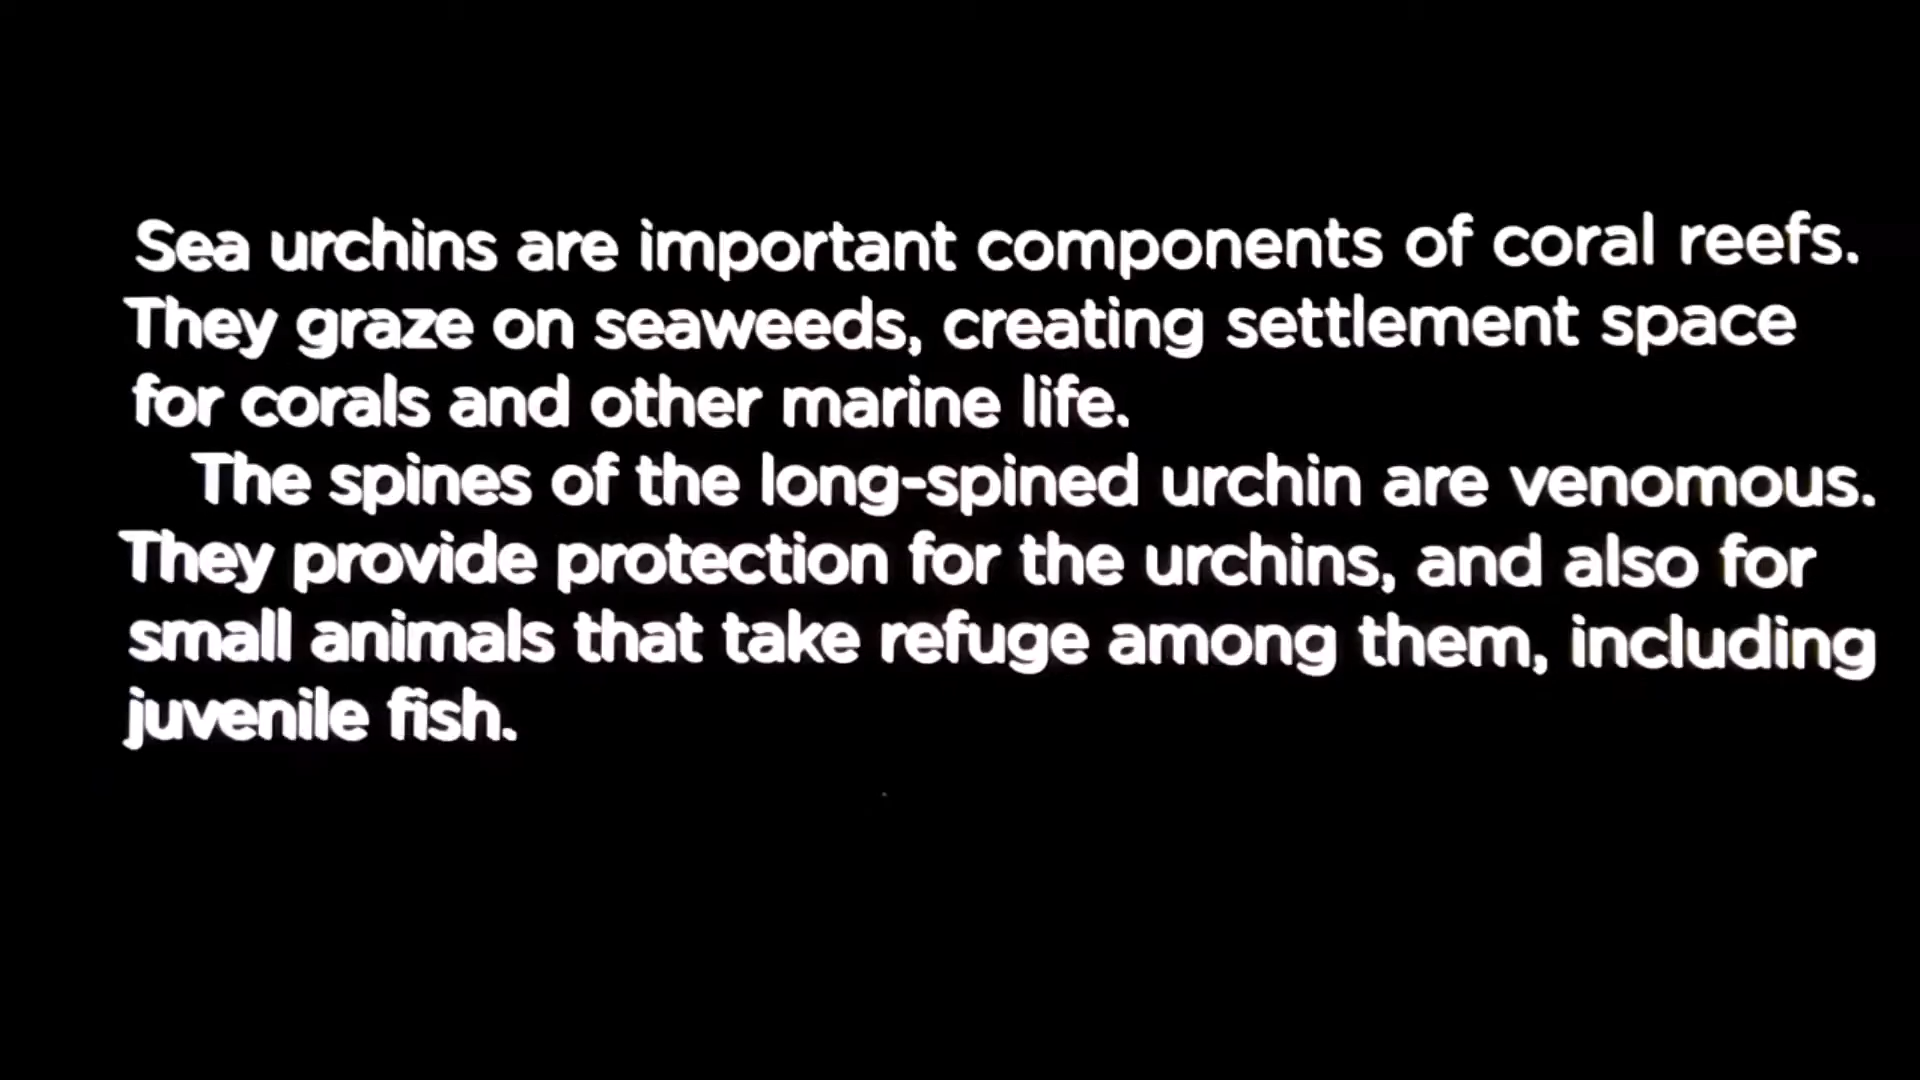 Sea urchins are important components of coral reefs.
They graze on seaweeds, creating settlement space
for corals and other marine life.
The spines of the long-spined urchin are venomous.
They provide protection for the urchins, and also for
small animals that take refuge among them, including
juvenile fish.